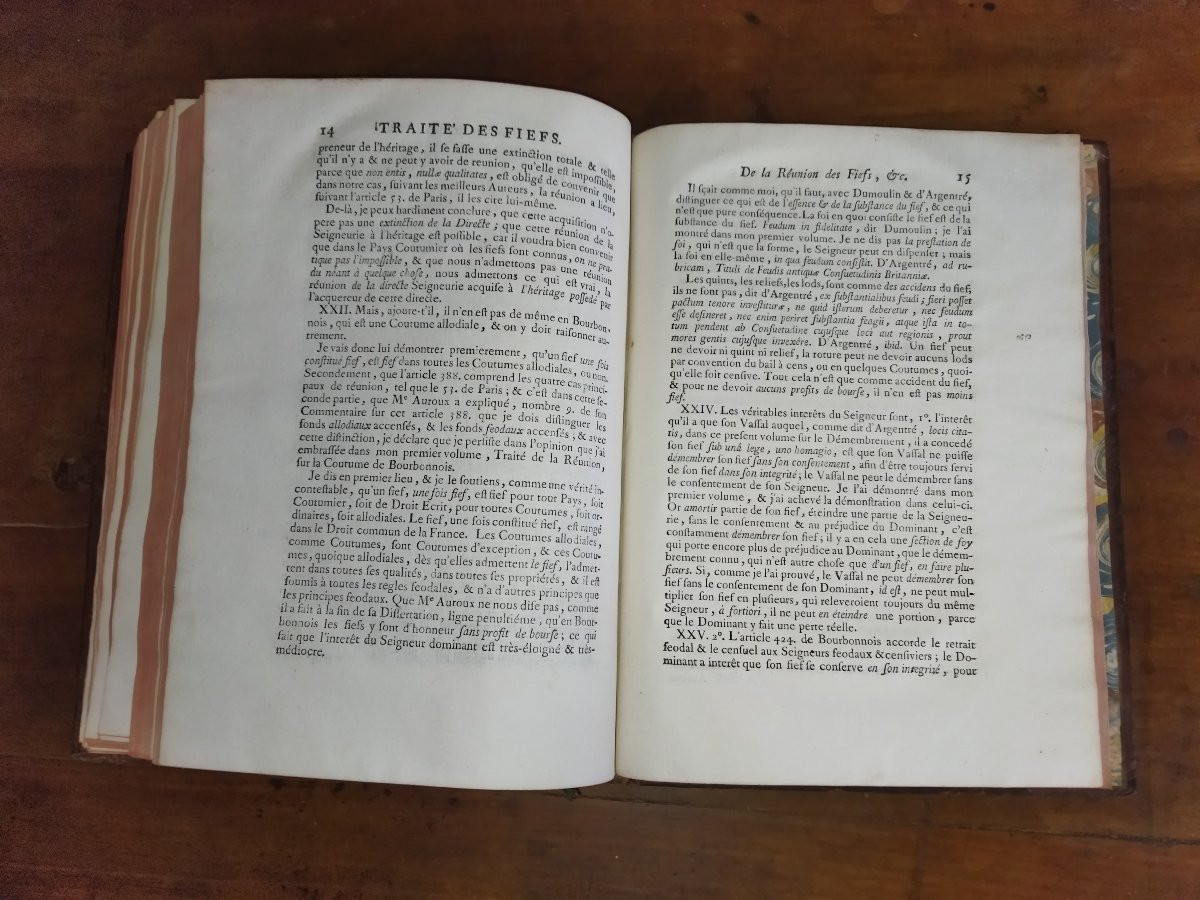 14 TRAITE' DES FIEFS.
preneur de l'héritage, il se fasse une extinction totale & telle
qu'il n'y a & ne peut y avoir de reunion, qu'elle est impossible,
parce que non entis, nullæ qualitates, est obligé de convenir que
dans notre cas, suivant les meilleurs Auteurs, la réunion a lieu,
suivant l'article 53. de Paris, il les cire lui-même.
De-là, je peux hardiment conclure, que cette acquisition n'o-
pere pas une extinction de la Directe; que cette réunion de la
Seigneurie à l'héritage est possible, car il voudra bien convenir
que dans le Pays Coutumier où les fiefs sont connus, on ne pra-
tique pas l'impossible, & que nous n'admettons pas une réunion
du néant à quelque chose, nous admettons ce qui est vrai, la
réunion de la directe Seigneurie acquise à l'héritage possedé par
l'acquereur de cette directe.
XXII. Mais, ajoute-t'il, il n'en est pas de même en Bourbon-
nois, qui est une Coutume allodiale, & on y doit raisonner au-
trement.
Je vais donc lui démontrer premierement, qu'un fief une fois
constitué fief, est fief dans toutes les Coutumes allodiales, ou non.
Secondement, que l'article 388. comprend les quatre cas princi-
paux de réunion, tel que le 53. de Paris; & c'est dans cette se-
conde partie, que Me Auroux a expliqué, nombre 9. de son
Commentaire sur cet article 388. que je dois distinguer les
fonds allodiaux accensés, & les fonds feodaux accensés; & avec
cette distinction, je déclare que je persiste dans l'opinion que j'ai
embrassée dans mon premier volume, Traité de la Réunion,
sur la Coutume de Bourbonnois.
Je dis en premier lieu, & je le soutiens, comme une vérité in-
contestable, qu'un fief, une fois fief, est fief pour tout Pays, soit
Coutumier, soit de Droit Ecrit, pour toutes Coutumes, soit or-
dinaires, soit allodiales. Le fief, une fois constitué fief, est rangé
dans le Droit commun de la France. Les Coutumes allodiales,
comme Coutumes, sont Coutumes d'exception, & ces Coutu-
mes, quoique allodiales, dès qu'elles admettent le fief, l'admet-
tent dans toutes ses qualités, dans toutes ses propriétés, & il est
soumis à toutes les regles féodales, & n'a d'autres principes que
les principes feodaux. Que Me Auroux ne nous dise pas, comme
il a fait à la fin de sa Dissertation, ligne penultiéme, qu'en Bour-
bonnois les fiefs y sont d'honneur sans profit de bourse; ce qui
fait que l'interêt du Seigneur dominant est très-éloigné & très-
médiocre.
De la Réunion des Fiefs, &c. 15
Il sçait comme moi, qu'il faut, avec Dumoulin & d'Argentré,
distinguer ce qui est de l'essence & de la substance du fief, & ce qui
n'est que pure conséquence. La foi en quoi consiste le fief est de la
substance du fief. Feudum in fidelitate, dit Dumoulin; je l'ai
montré dans mon premier volume. Je ne dis pas la prestation de
foi, qui n'est que la forme, le Seigneur peut en dispenser; mais
la foi en elle-même, in qua feudum consistit. D'Argentré, ad ru-
bricam, Tituli de Feudis antiquæ Consuetudinis Britanniæ.
Les quints, les reliefs, les lods, sont comme des accidens du fief,
ils ne sont pas, dit d'Argentré, ex substantialibus feudi; fieri posset
pactum tenore investituræ, ne quid istorum deberetur, nec feudum
esse desineret, nec enim periret substantia feagii, atque ista in to-
tum pendent ab Consuetudine cujusque loci aut regionis, prout
mores gentis cujusque invexére. D'Argentré, ibid. Un fief peut
ne devoir ni quint ni relief, la roture peut ne devoir aucuns lods
par convention du bail à cens, ou en quelques Coutumes, quoi-
qu'elle soit censive. Tout cela n'est que comme accident du fief,
& pour ne devoir aucuns profits de bourse, il n'en est pas moins
fief.
XXIV. Les véritables interêts du Seigneur sont, 1°. l'interêt
qu'il a que son Vassal auquel, comme dit d'Argentré, locis cita-
tis, dans ce present volume sur le Démembrement, il a concedé
son fief sub unâ lege, uno homagio, est que son Vassal ne puisse
démembrer son fief sans son consentement, afin d'être toujours servi
de son fief dans son integrité; le Vassal ne peut le démembrer sans
le consentement de son Seigneur. Je l'ai démontré dans mon
premier volume, & j'ai achevé la démonstration dans celui-ci.
Or amortir partie de son fief, éteindre une partie de la Seigneu-
rie, sans le consentement & au préjudice du Dominant, c'est
constamment démembrer son fief; il y a en cela une section de foy
qui porte encore plus de préjudice au Dominant, que le démem-
brement connu, qui n'est autre chose que d'un fief, en faire plu-
sieurs. Si, comme je l'ai prouvé, le Vassal ne peut démembrer son
fief sans le consentement de son Dominant, id est, ne peut mul-
tiplier son fief en plusieurs, qui releveroient toujours du même
Seigneur, à fortiori, il ne peut en éteindre une portion, parce
que le Dominant y fait une perte réelle.
XXV. 2°. L'article 424. de Bourbonnois accorde le retrait
feodal & le censuel aux Seigneurs feodaux & censiviers; le Do-
minant a interêt que son fief se conserve en son integrité, pour